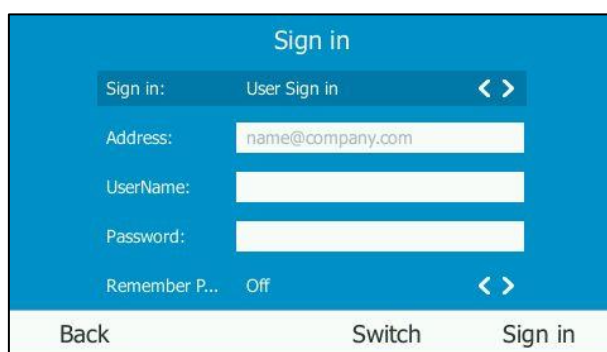 Sign in
Sign in: User Sign in
Address: name@company.com
UserName:
Password:
Remember P... Off
Back Switch Sign in